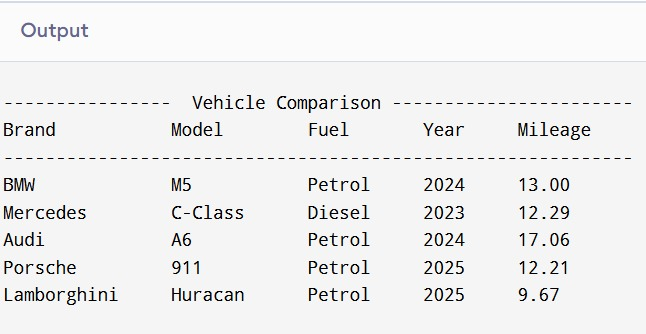 Output
----------------  Vehicle Comparison -----------------------
Brand           Model        Fuel       Year     Mileage
------------------------------------------------------------
BMW             M5           Petrol     2024     13.00
Mercedes        C-Class      Diesel     2023     12.29
Audi            A6           Petrol     2024     17.06
Porsche         911          Petrol     2025     12.21
Lamborghini     Huracan      Petrol     2025     9.67